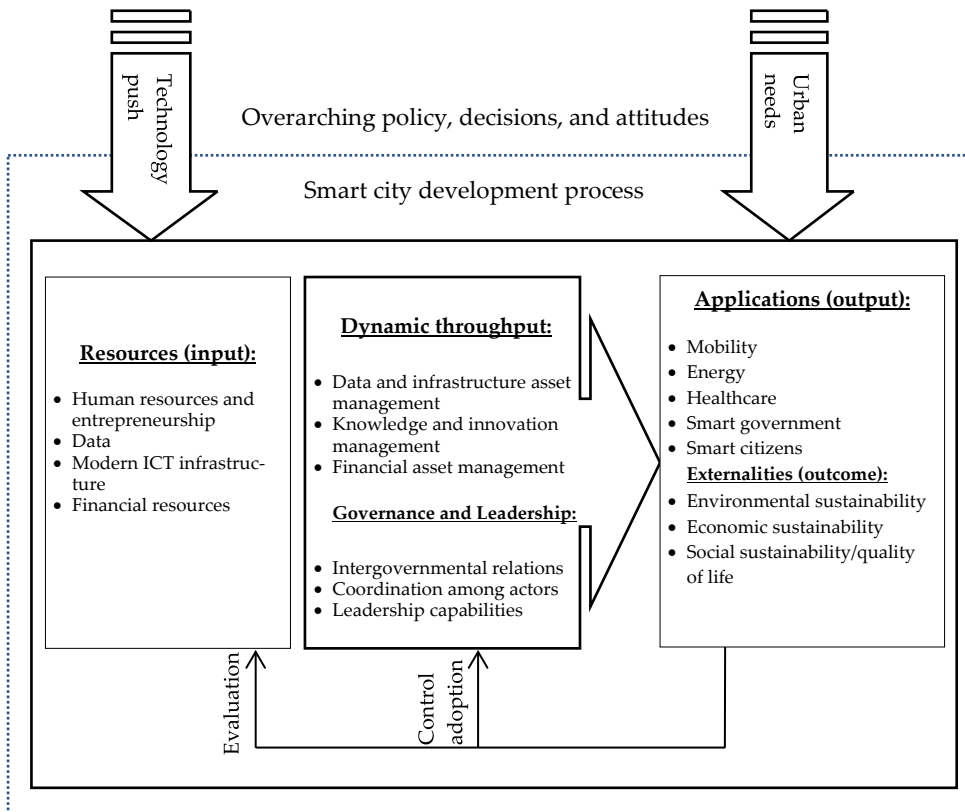 Technology
push
Urban
needs
Overarching policy, decisions, and attitudes
Smart city development process
Resources (input):
• Human resources and
entrepreneurship
• Data
• Modern ICT infrastruc-
ture
• Financial resources
Dynamic throughput:
• Data and infrastructure asset
management
• Knowledge and innovation
management
• Financial asset management
Governance and Leadership:
• Intergovernmental relations
• Coordination among actors
• Leadership capabilities
Applications (output):
• Mobility
• Energy
• Healthcare
• Smart government
• Smart citizens
Externalities (outcome):
• Environmental sustainability
• Economic sustainability
• Social sustainability/quality
of life
Evaluation
Control
adoption